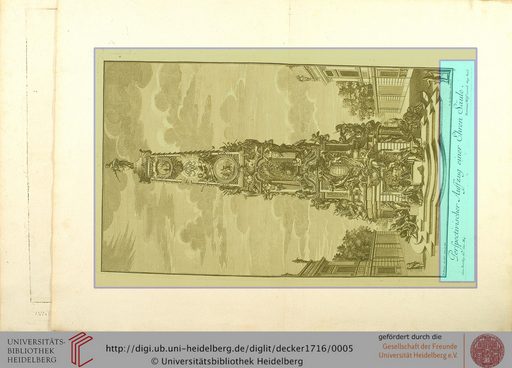 Perspectivischer Auffzug einer Ehren Säule.
UNIVERSITÄTS-
BIBLIOTHEK
HEIDELBERG
http://digi.ub.uni-heidelberg.de/diglit/decker1716/0005
© Universitätsbibliothek Heidelberg
gefördert durch die
Gesellschaft der Freunde
Universität Heidelberg e.V.